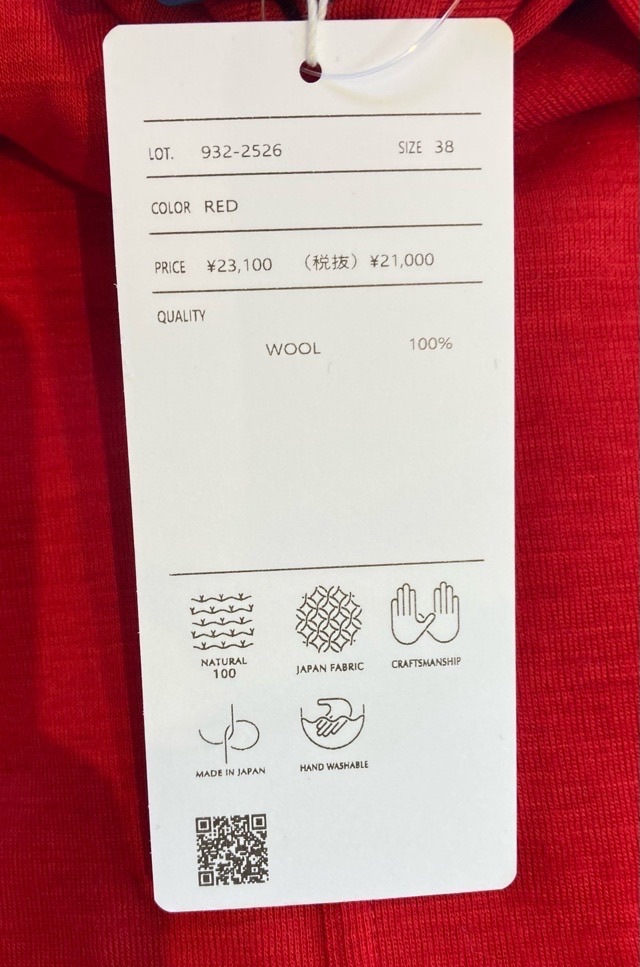 LOT. 932-2526 SIZE 38
COLOR RED
PRICE ¥23,100 （税抜）¥21,000
QUALITY
WOOL 100%
NATURAL 100
JAPAN FABRIC
CRAFTSMANSHIP
MADE IN JAPAN
HAND WASHABLE